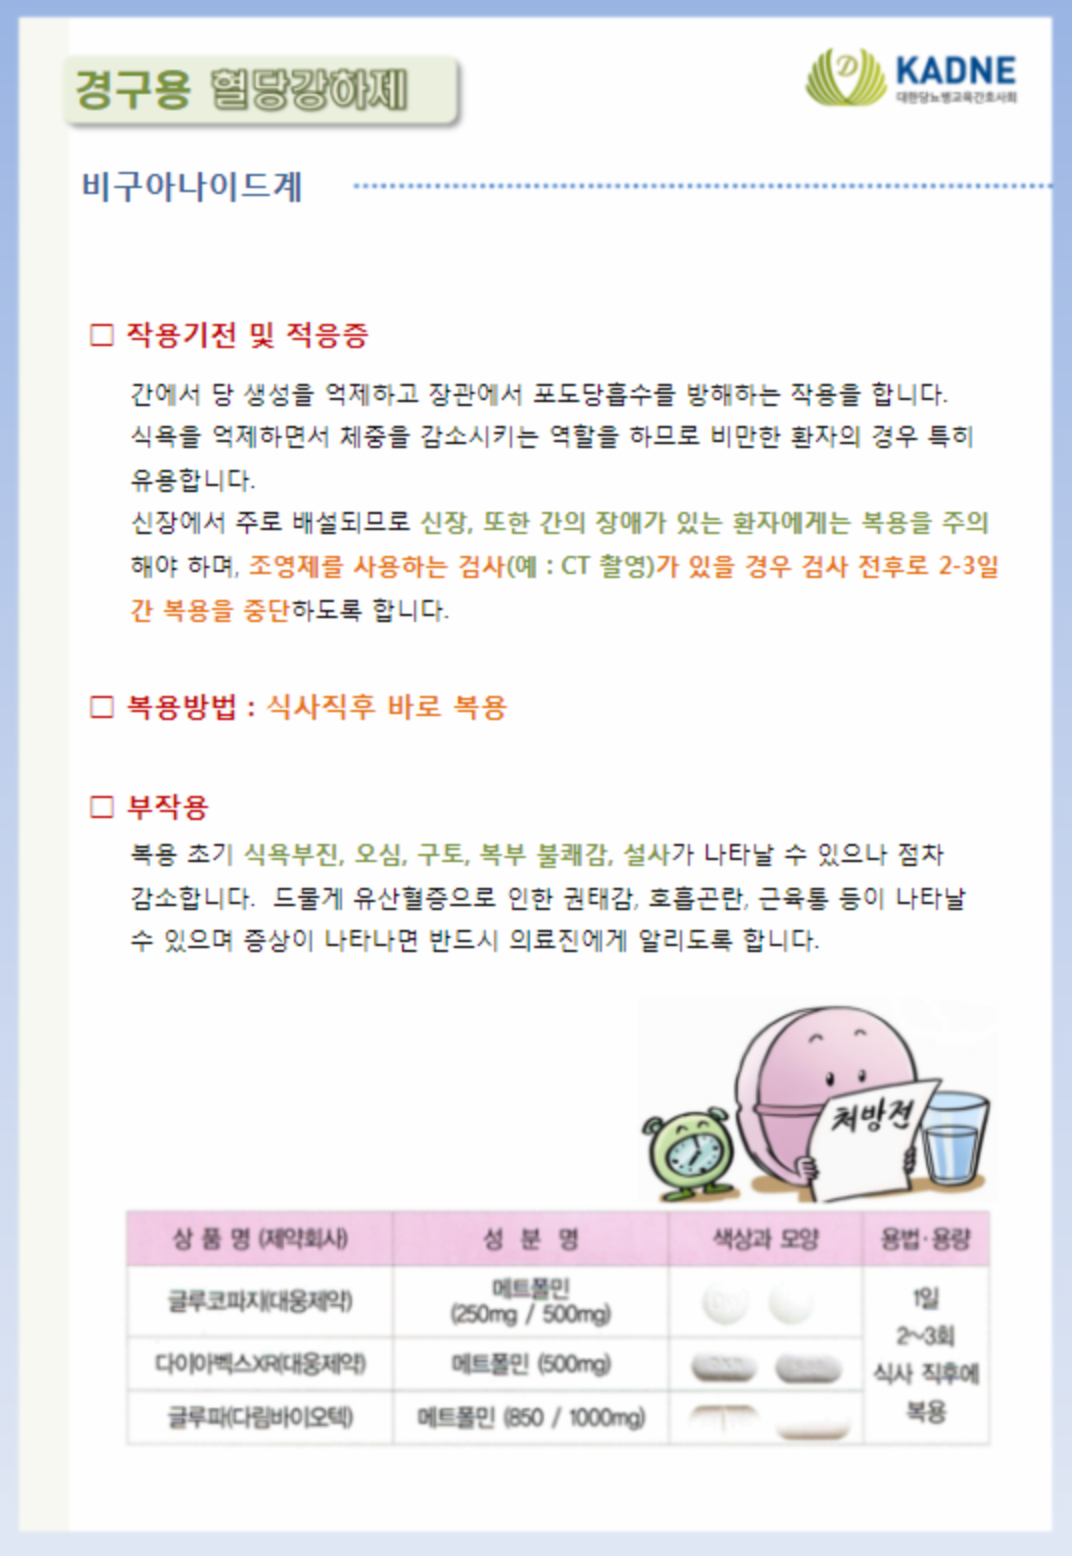 경구용 혈당강하제
KADNE
대한당뇨병교육간호사회
비구아나이드계
□ 작용기전 및 적응증
간에서 당 생성을 억제하고 장관에서 포도당흡수를 방해하는 작용을 합니다.
식욕을 억제하면서 체중을 감소시키는 역할을 하므로 비만한 환자의 경우 특히
유용합니다.
신장에서 주로 배설되므로 신장, 또한 간의 장애가 있는 환자에게는 복용을 주의
해야 하며, 조영제를 사용하는 검사(예 : CT 촬영)가 있을 경우 검사 전후로 2-3일
간 복용을 중단하도록 합니다.
□ 복용방법 : 식사직후 바로 복용
□ 부작용
복용 초기 식욕부진, 오심, 구토, 복부 불쾌감, 설사가 나타날 수 있으나 점차
감소합니다. 드물게 유산혈증으로 인한 권태감, 호흡곤란, 근육통 등이 나타날
수 있으며 증상이 나타나면 반드시 의료진에게 알리도록 합니다.
처방전
상 품 명 (제약회사) 성 분 명 색상과 모양 용법·용량
글루코파지(대웅제약) 메트폴민
(250mg / 500mg)
다이아벡스XR(대웅제약) 메트폴민 (500mg)
글루파(다림바이오텍) 메트폴민 (850 / 1000mg)
1일
2~3회
식사 직후에
복용